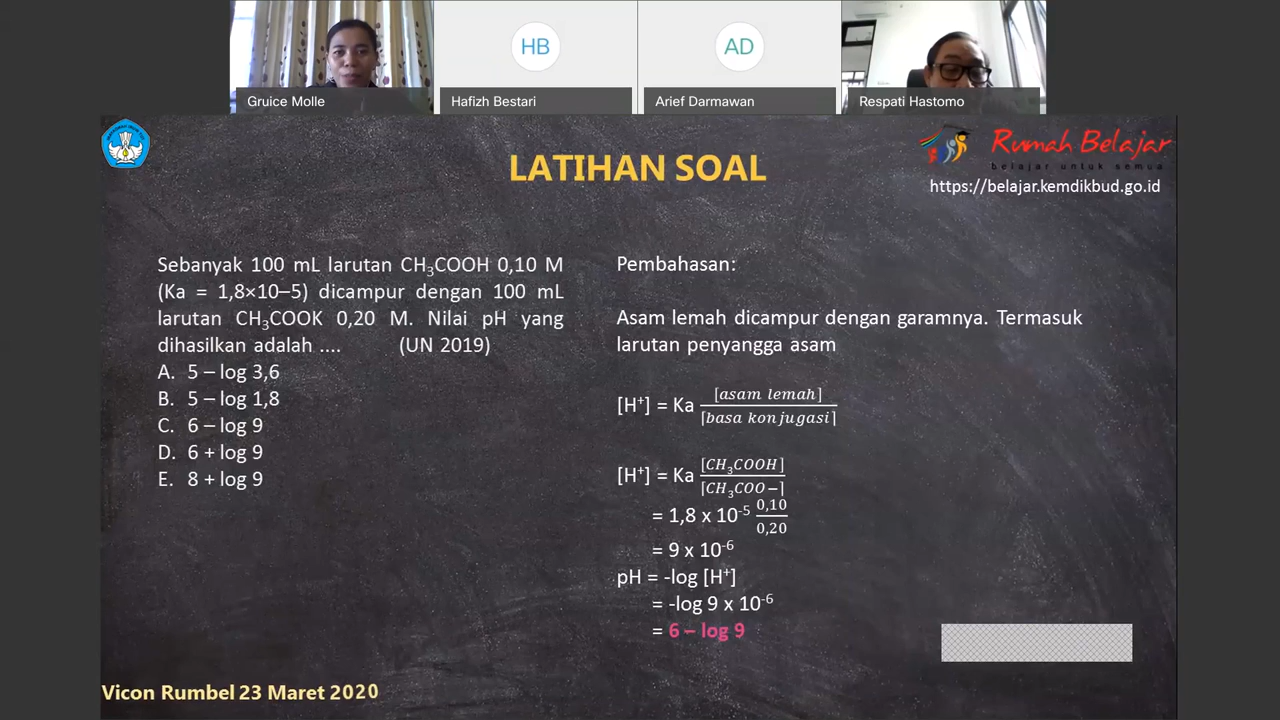 HB
AD
Gruice Molle
Hafizh Bestari
Arief Darmawan
Respati Hastomo
LATIHAN SOAL
Rumah Belajar
belajar untuk semua
https://belajar.kemdikbud.go.id
Sebanyak 100 mL larutan CH₃COOH 0,10 M
(Ka = 1,8×10–5) dicampur dengan 100 mL
larutan CH₃COOK 0,20 M. Nilai pH yang
dihasilkan adalah .... (UN 2019)
A. 5 – log 3,6
B. 5 – log 1,8
C. 6 – log 9
D. 6 + log 9
E. 8 + log 9
Pembahasan:
Asam lemah dicampur dengan garamnya. Termasuk
larutan penyangga asam
[H⁺] = Ka [asam lemah] / [basa konjugasi]
[H⁺] = Ka [CH₃COOH] / [CH₃COO−]
= 1,8 x 10⁻⁵ 0,10 / 0,20
= 9 x 10⁻⁶
pH = -log [H⁺]
= -log 9 x 10⁻⁶
= 6 – log 9
Vicon Rumbel 23 Maret 2020